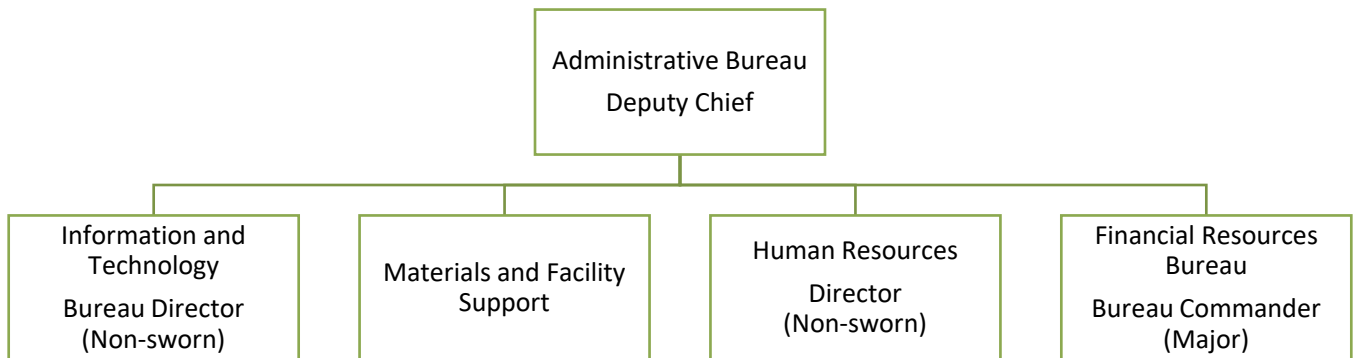 Administrative Bureau
Deputy Chief
Information and
Technology
Bureau Director
(Non-sworn)
Materials and Facility
Support
Human Resources
Director
(Non-sworn)
Financial Resources
Bureau
Bureau Commander
(Major)